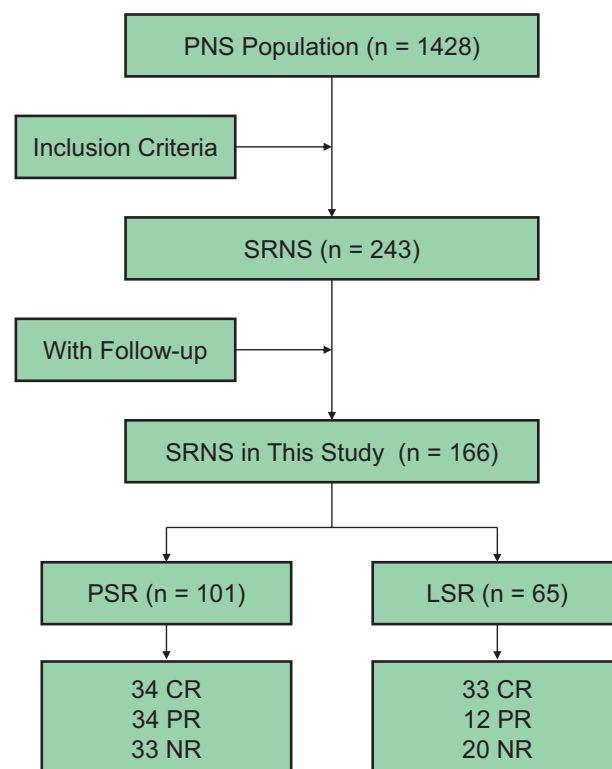 PNS Population (n = 1428)
Inclusion Criteria
SRNS (n = 243)
With Follow-up
SRNS in This Study (n = 166)
PSR (n = 101)
LSR (n = 65)
34 CR
34 PR
33 NR
33 CR
12 PR
20 NR